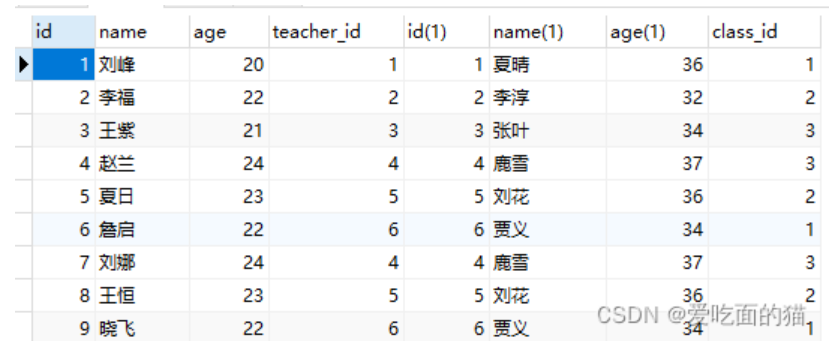 id name age teacher_id id(1) name(1) age(1) class_id
1 刘峰 20 1 1 夏晴 36 1
2 李福 22 2 2 李淳 32 2
3 王紫 21 3 3 张叶 34 3
4 赵兰 24 4 4 鹿雪 37 3
5 夏日 23 5 5 刘花 36 2
6 詹启 22 6 6 贾义 34 1
7 刘娜 24 4 4 鹿雪 37 3
8 王恒 23 5 5 刘花 36 2
9 晓飞 22 6 6 贾义 34 1
CSDN @爱吃面的猫